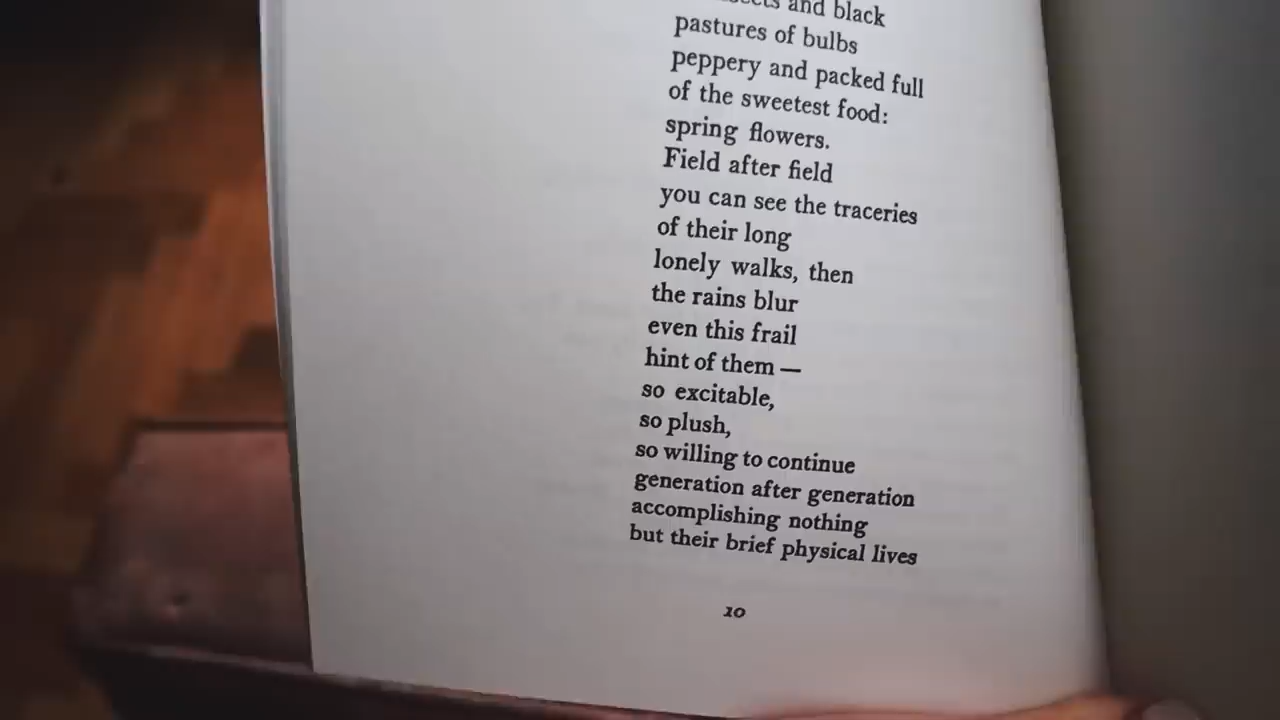 and black
pastures of bulbs
peppery and packed full
of the sweetest food:
spring flowers.
Field after field
you can see the traceries
of their long
lonely walks, then
the rains blur
even this frail
hint of them —
so excitable,
so plush,
so willing to continue
generation after generation
accomplishing nothing
but their brief physical lives
10